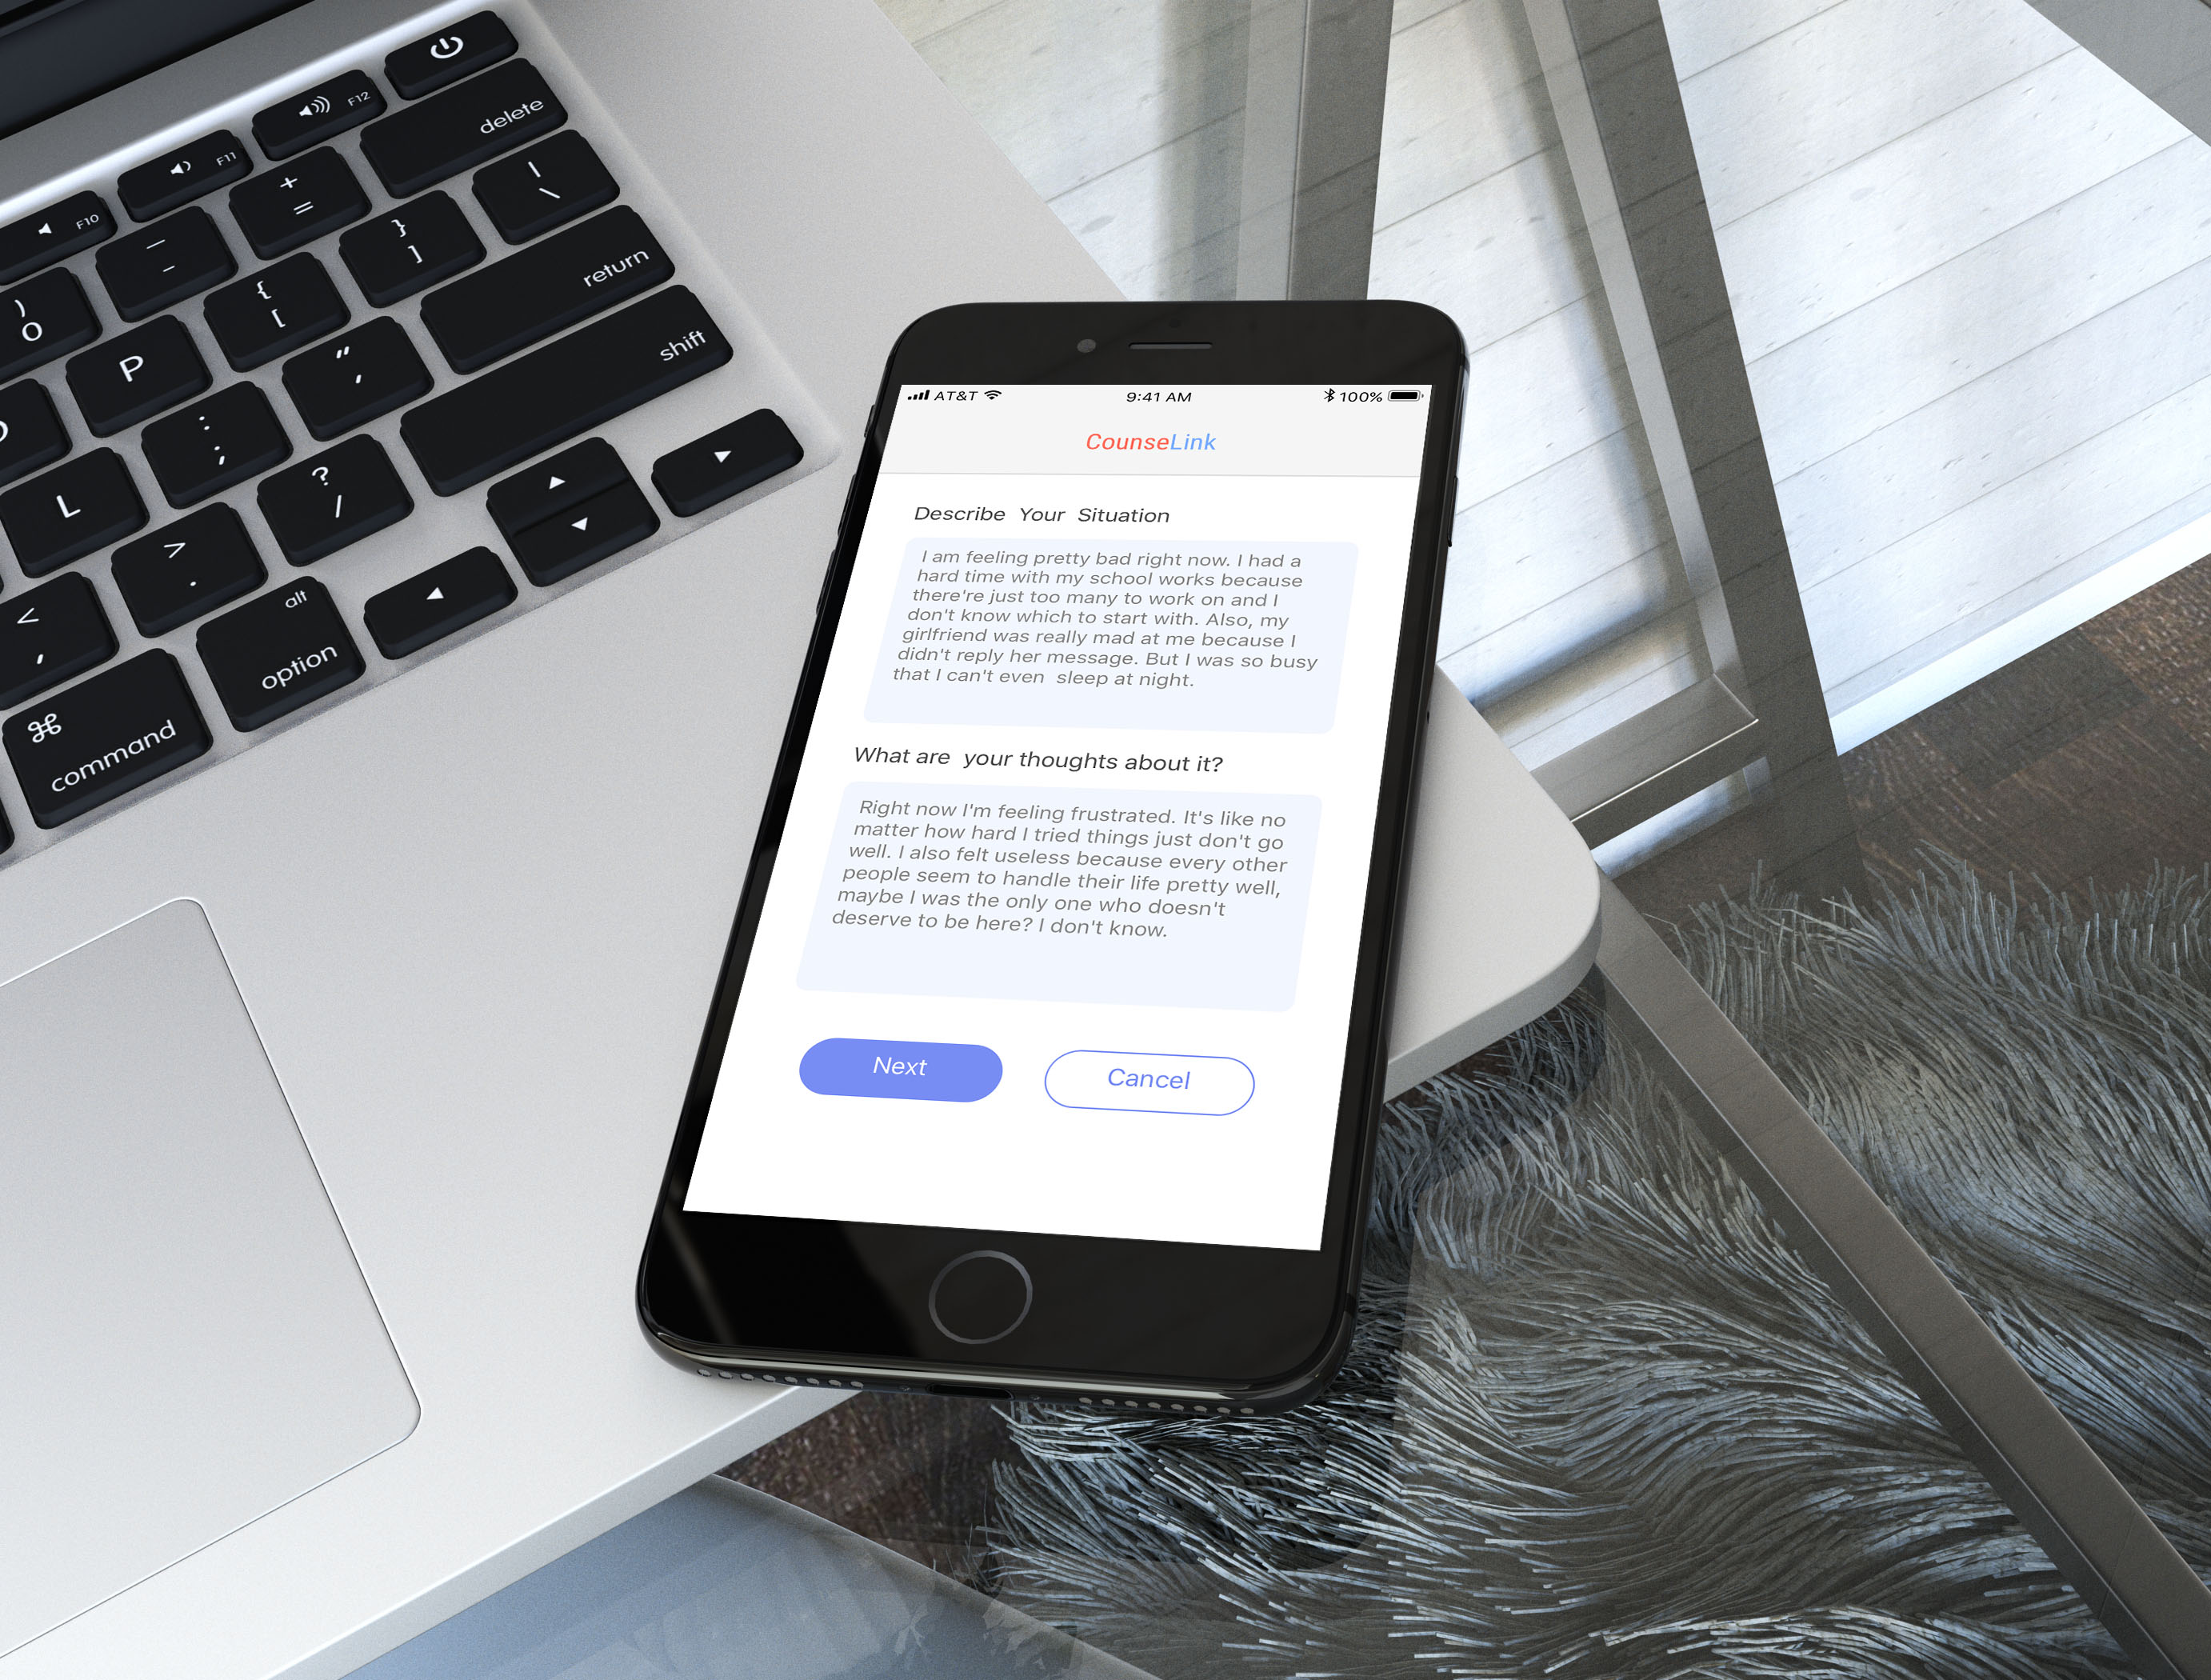 F10
F11
F12
delete
)
0
—
-
+
=
P
{
[
}
]
|
\
return
L
:
;
"
'
shift
<
,
>
.
?
/
alt
option
⌘
command
AT&T 9:41 AM 100%
CounseLink
Describe Your Situation
I am feeling pretty bad right now. I had a
hard time with my school works because
there're just too many to work on and I
don't know which to start with. Also, my
girlfriend was really mad at me because I
didn't reply her message. But I was so busy
that I can't even sleep at night.
What are your thoughts about it?
Right now I'm feeling frustrated. It's like no
matter how hard I tried things just don't go
well. I also felt useless because every other
people seem to handle their life pretty well,
maybe I was the only one who doesn't
deserve to be here? I don't know.
Next Cancel